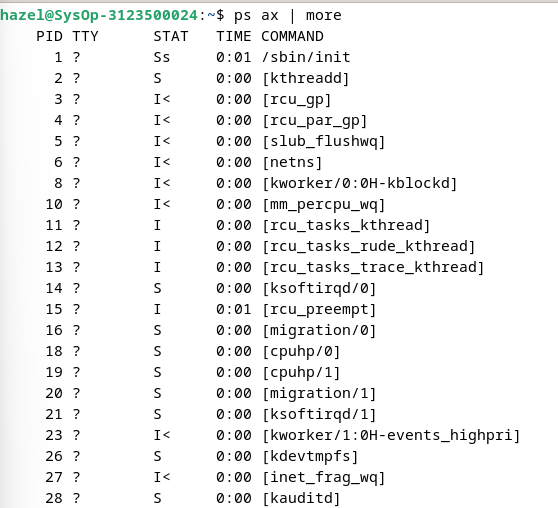 hazel@SysOp-3123500024:~$ ps ax | more
    PID TTY      STAT   TIME COMMAND
      1 ?        Ss     0:01 /sbin/init
      2 ?        S      0:00 [kthreadd]
      3 ?        I<     0:00 [rcu_gp]
      4 ?        I<     0:00 [rcu_par_gp]
      5 ?        I<     0:00 [slub_flushwq]
      6 ?        I<     0:00 [netns]
      8 ?        I<     0:00 [kworker/0:0H-kblockd]
     10 ?        I<     0:00 [mm_percpu_wq]
     11 ?        I      0:00 [rcu_tasks_kthread]
     12 ?        I      0:00 [rcu_tasks_rude_kthread]
     13 ?        I      0:00 [rcu_tasks_trace_kthread]
     14 ?        S      0:00 [ksoftirqd/0]
     15 ?        I      0:01 [rcu_preempt]
     16 ?        S      0:00 [migration/0]
     18 ?        S      0:00 [cpuhp/0]
     19 ?        S      0:00 [cpuhp/1]
     20 ?        S      0:00 [migration/1]
     21 ?        S      0:00 [ksoftirqd/1]
     23 ?        I<     0:00 [kworker/1:0H-events_highpri]
     26 ?        S      0:00 [kdevtmpfs]
     27 ?        I<     0:00 [inet_frag_wq]
     28 ?        S      0:00 [kauditd]